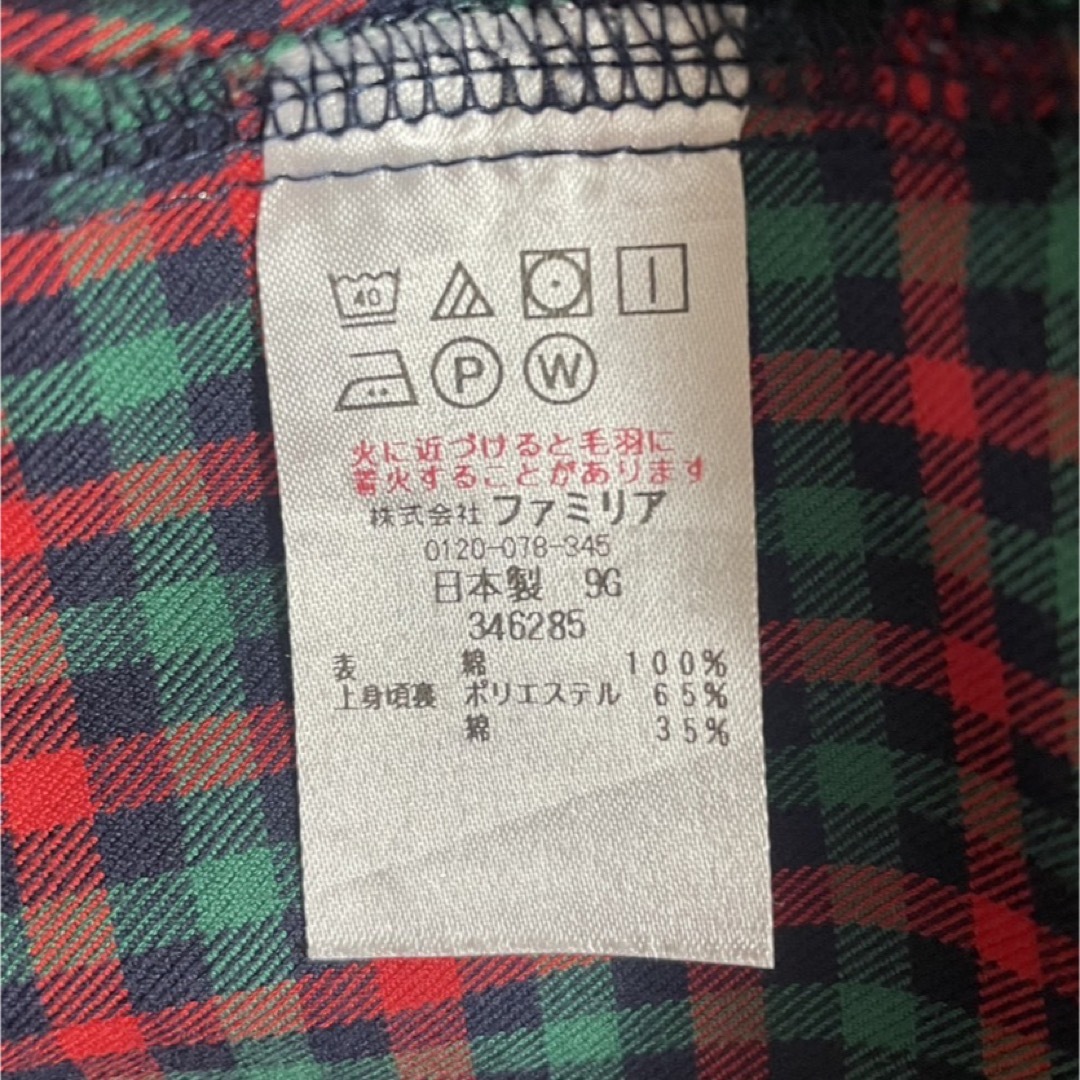 40
P W
火に近づけると毛羽に
着火することがあります
株式会社 ファミリア
0120-078-345
日本製 9G
346285
表 綿 100%
上身頃裏 ポリエステル 65%
綿 35%